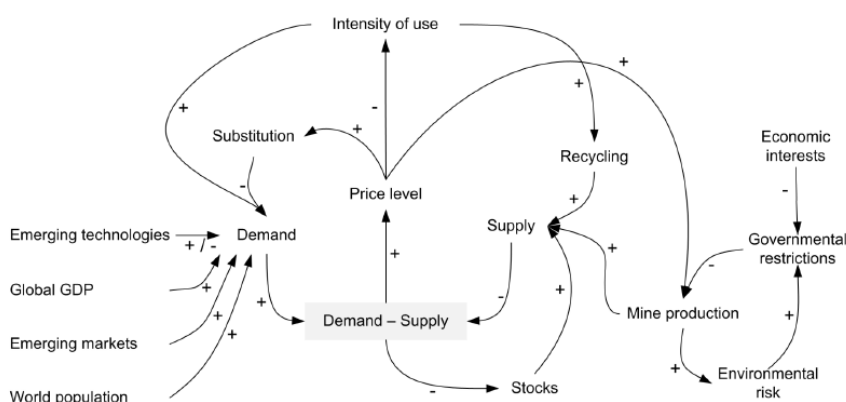 Intensity of use
+
+
+
-
Substitution
+
Economic
interests
Recycling
-
Price level
-
+
Supply
Emerging technologies
+ / -
Demand
+
Governmental
restrictions
+
-
Global GDP
+
+
-
+
+
Demand – Supply
Mine production
+
Emerging markets
+
+
+
Environmental
risk
-
Stocks
World population